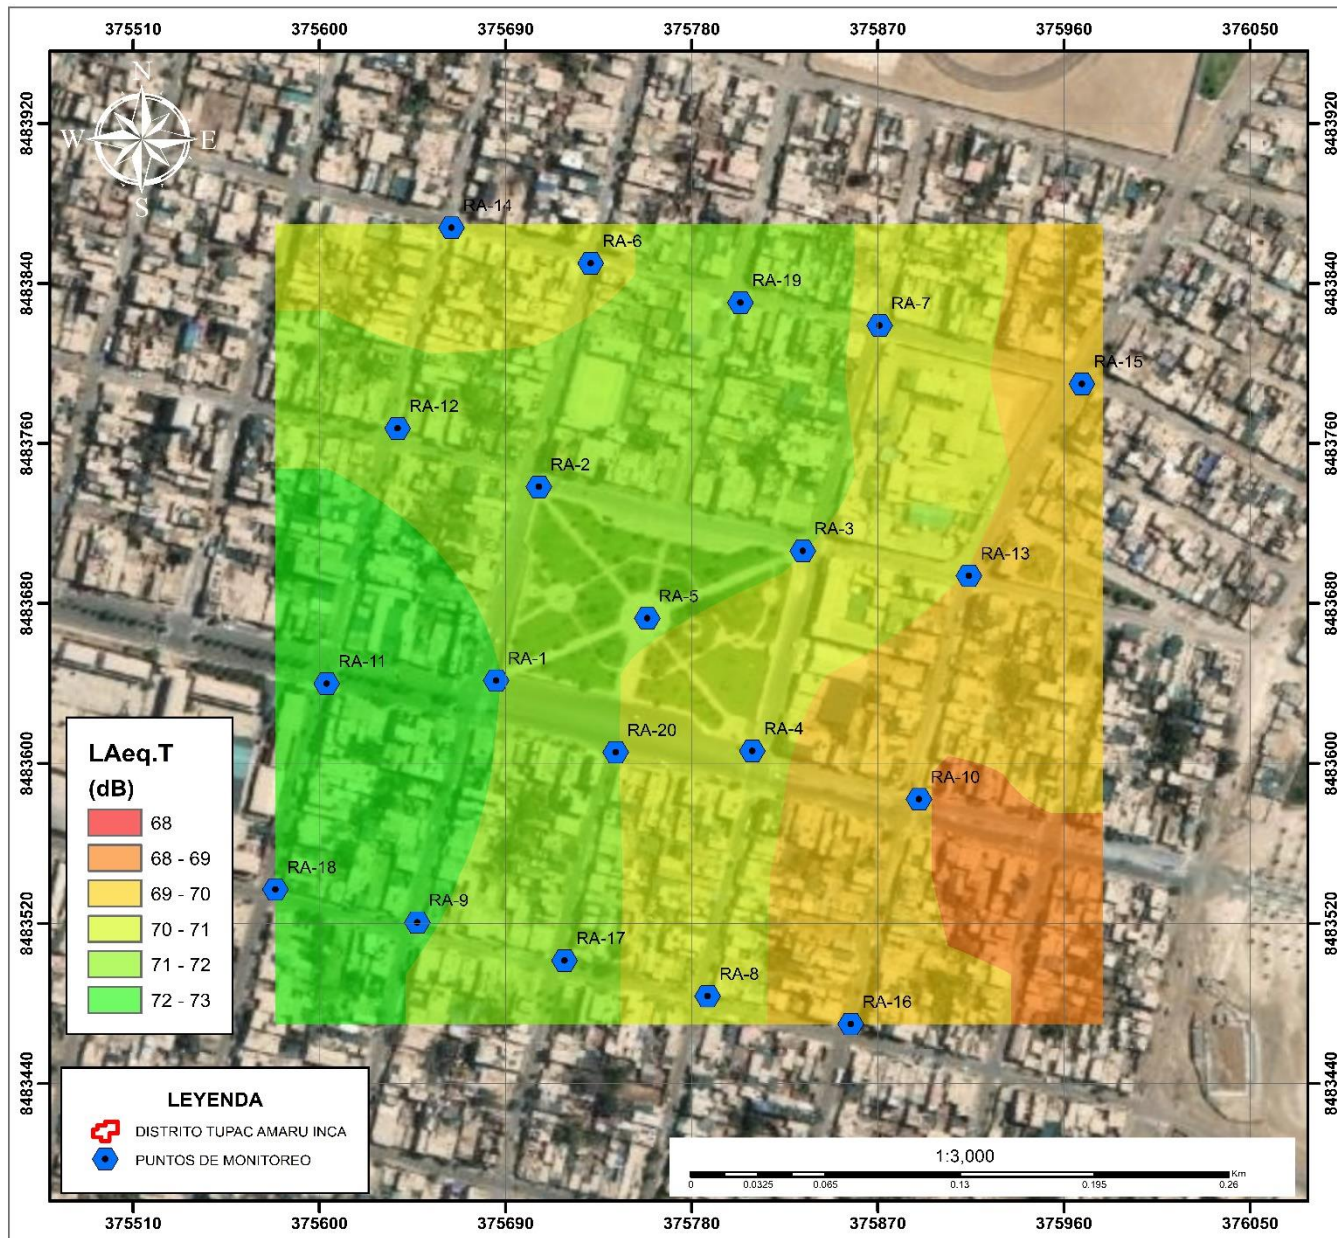 375510 375600 375690 375780 375870 375960 376050
N
W E
S
8483920 8483920
8483840 8483840
8483760 8483760
8483680 8483680
8483600 8483600
8483520 8483520
8483440 8483440
RA-14
RA-6
RA-19
RA-7
RA-15
RA-12
RA-2
RA-3
RA-13
RA-5
RA-11
RA-1
RA-20
RA-4
RA-10
RA-18
RA-9
RA-17
RA-8
RA-16
LAeq.T
(dB)
68
68 - 69
69 - 70
70 - 71
71 - 72
72 - 73
LEYENDA
DISTRITO TUPAC AMARU INCA
PUNTOS DE MONITOREO
1:3,000
Km
0 0.0325 0.065 0.13 0.195 0.26
375510 375600 375690 375780 375870 375960 376050